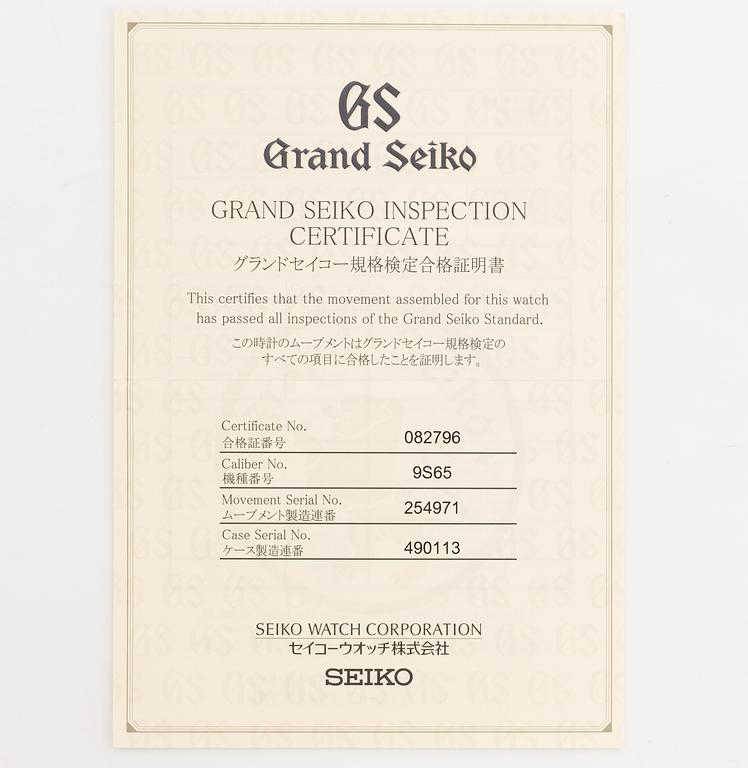 GS
Grand Seiko
GRAND SEIKO INSPECTION
CERTIFICATE
グランドセイコー規格検定合格証明書
This certifies that the movement assembled for this watch
has passed all inspections of the Grand Seiko Standard.
この時計のムーブメントはグランドセイコー規格検定の
すべての項目に合格したことを証明します。
Certificate No.
合格証番号 082796
Caliber No.
機種番号 9S65
Movement Serial No.
ムーブメント製造連番 254971
Case Serial No.
ケース製造連番 490113
SEIKO WATCH CORPORATION
セイコーウオッチ株式会社
SEIKO